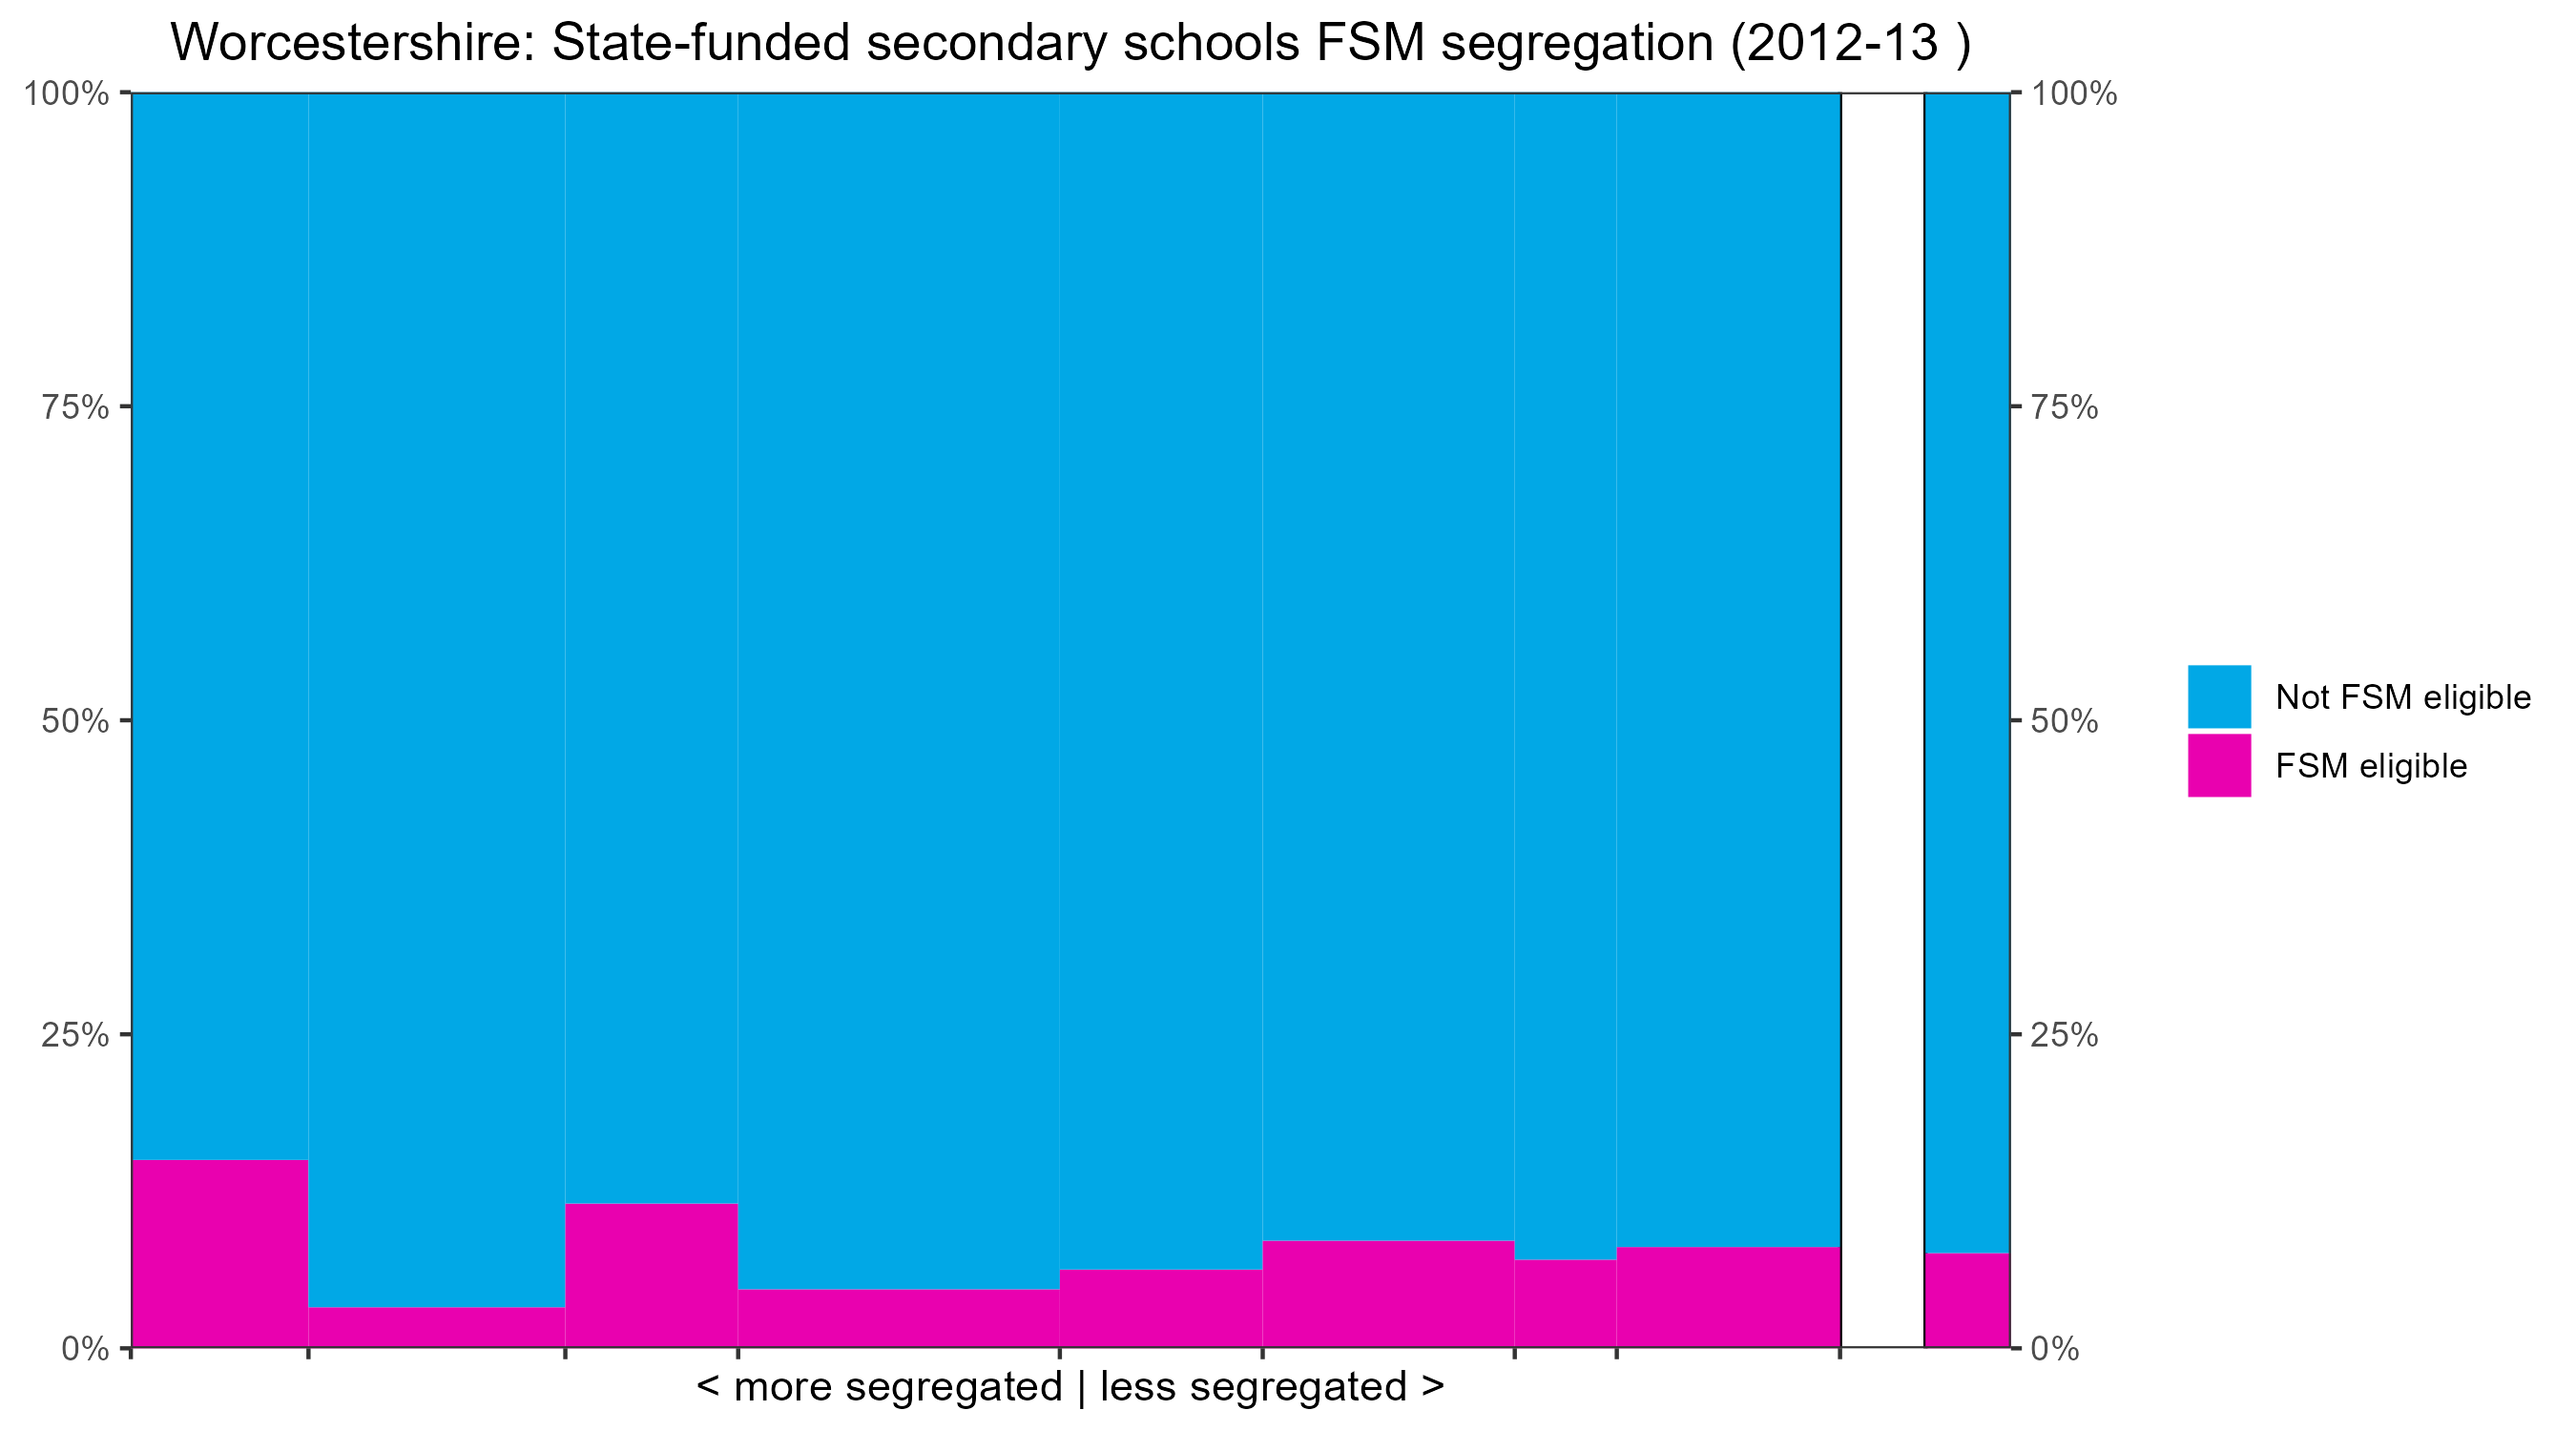 Worcestershire: State-funded secondary schools FSM segregation (2012-13 )
100%
75%
50%
25%
0%
100%
75%
50%
25%
0%
< more segregated | less segregated >
Not FSM eligible
FSM eligible